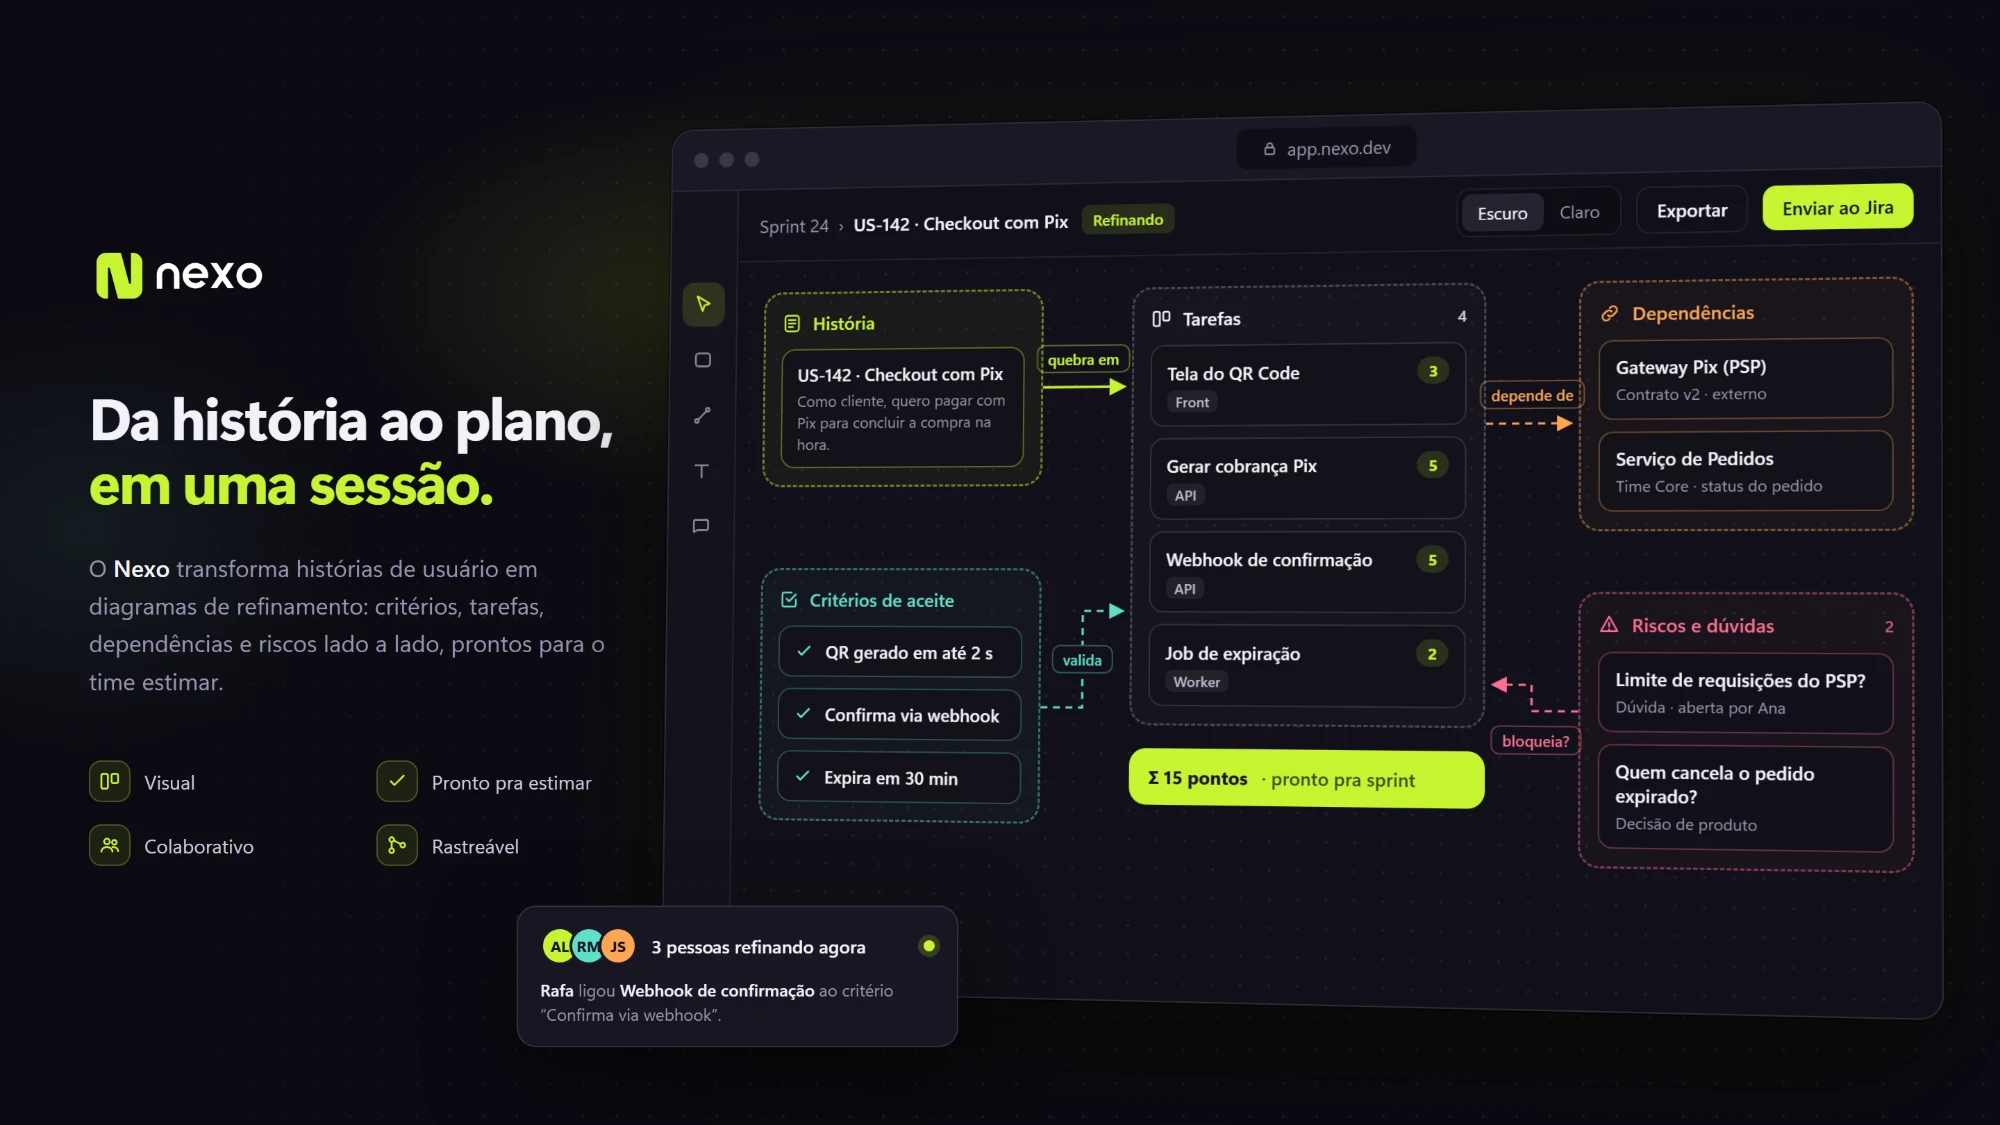 nexo
Da história ao plano,
em uma sessão.
O Nexo transforma histórias de usuário em
diagramas de refinamento: critérios, tarefas,
dependências e riscos lado a lado, prontos para o
time estimar.
Visual
Pronto pra estimar
Colaborativo
Rastreável
app.nexo.dev
Sprint 24 › US-142 · Checkout com Pix
Refinando
Escuro
Claro
Exportar
Enviar ao Jira
História
US-142 · Checkout com Pix
Como cliente, quero pagar com
Pix para concluir a compra na
hora.
quebra em
Critérios de aceite
QR gerado em até 2 s
Confirma via webhook
Expira em 30 min
valida
Tarefas
4
Tela do QR Code
3
Front
Gerar cobrança Pix
5
API
Webhook de confirmação
5
API
Job de expiração
2
Worker
Σ 15 pontos · pronto pra sprint
depende de
Dependências
Gateway Pix (PSP)
Contrato v2 · externo
Serviço de Pedidos
Time Core · status do pedido
bloqueia?
Riscos e dúvidas
2
Limite de requisições do PSP?
Dúvida · aberta por Ana
Quem cancela o pedido
expirado?
Decisão de produto
AL
RM
JS
3 pessoas refinando agora
Rafa ligou Webhook de confirmação ao critério
"Confirma via webhook".